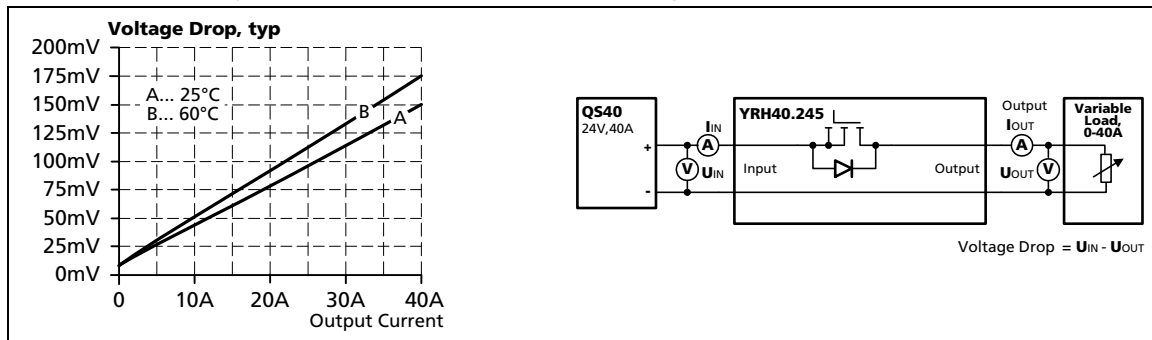 Voltage Drop, typ
200mV
175mV
150mV
125mV
100mV
75mV
50mV
25mV
0mV
A... 25°C
B... 60°C
B
A
0
10A
20A
30A
40A
Output Current
QS40
24V,40A
+
-
IIN
A
V
UIN
YRH40.245
Input
Output
Output
IOUT
A
UOUT
V
Variable
Load,
0-40A
Voltage Drop = UIN - UOUT